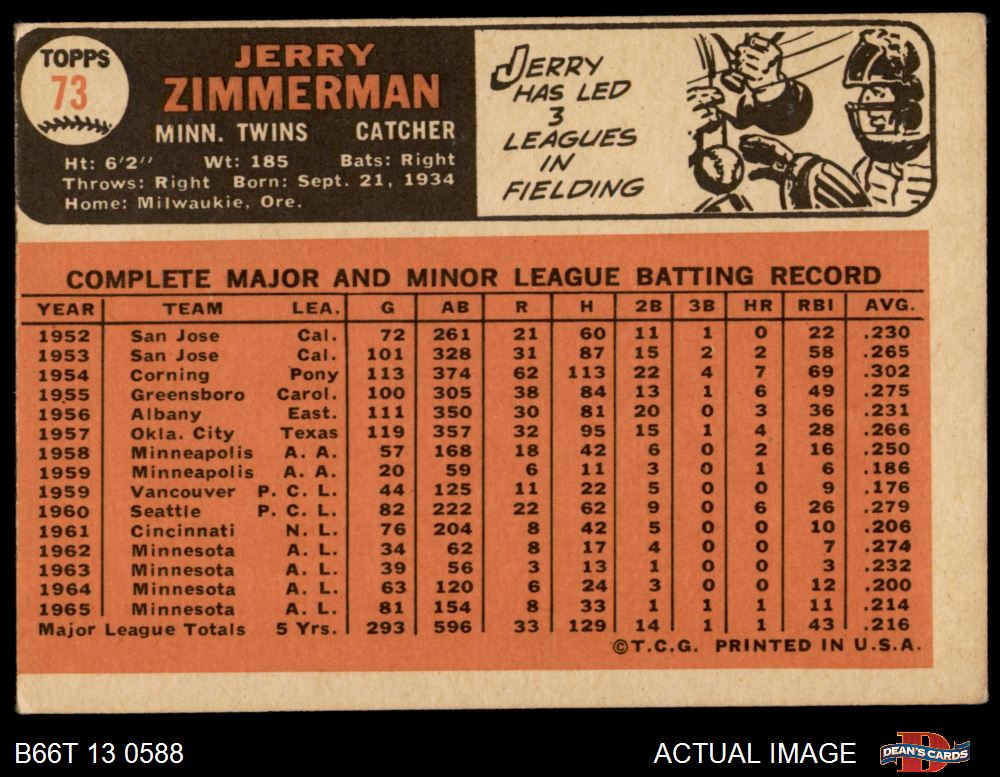 TOPPS
73
JERRY
ZIMMERMAN
MINN. TWINS CATCHER
Ht: 6'2'' Wt: 185 Bats: Right
Throws: Right Born: Sept. 21, 1934
Home: Milwaukie, Ore.
JERRY
HAS LED
3
LEAGUES
IN
FIELDING
COMPLETE MAJOR AND MINOR LEAGUE BATTING RECORD
YEAR TEAM LEA. G AB R H 2B 3B HR RBI AVG.
1952 San Jose Cal. 72 261 21 60 11 1 0 22 .230
1953 San Jose Cal. 101 328 31 87 15 2 2 58 .265
1954 Corning Pony 113 374 62 113 22 4 7 69 .302
1955 Greensboro Carol. 100 305 38 84 13 1 6 49 .275
1956 Albany East. 111 350 30 81 20 0 3 36 .231
1957 Okla. City Texas 119 357 32 95 15 1 4 28 .266
1958 Minneapolis A. A. 57 168 18 42 6 0 2 16 .250
1959 Minneapolis A. A. 20 59 6 11 3 0 1 6 .186
1959 Vancouver P. C. L. 44 125 11 22 5 0 0 9 .176
1960 Seattle P. C. L. 82 222 22 62 9 0 6 26 .279
1961 Cincinnati N. L. 76 204 8 42 5 0 0 10 .206
1962 Minnesota A. L. 34 62 8 17 4 0 0 7 .274
1963 Minnesota A. L. 39 56 3 13 1 0 0 3 .232
1964 Minnesota A. L. 63 120 6 24 3 0 0 12 .200
1965 Minnesota A. L. 81 154 8 33 1 1 1 11 .214
Major League Totals 5 Yrs. 293 596 33 129 14 1 1 43 .216
©T.C.G. PRINTED IN U.S.A.
B66T 13 0588 ACTUAL IMAGE
DEAN'S CARDS